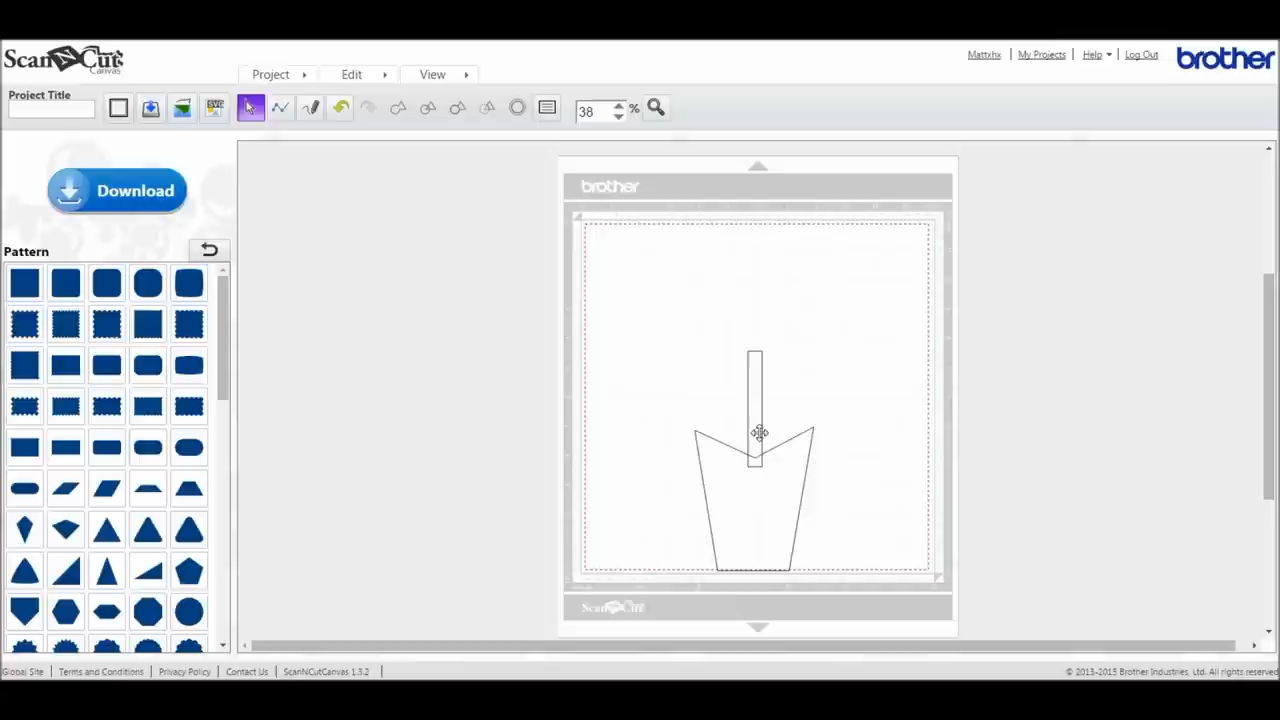 ScanNCut
Canvas
Mattxhx
My Projects
Help
Log Out
brother
Project
Edit
View
Project Title
SVG
38
%
Download
brother
Pattern
ScanNCut
Global Site
Terms and Conditions
Privacy Policy
Contact Us
ScanNCutCanvas 1.3.2
© 2013-2015 Brother Industries, Ltd. All rights reserved